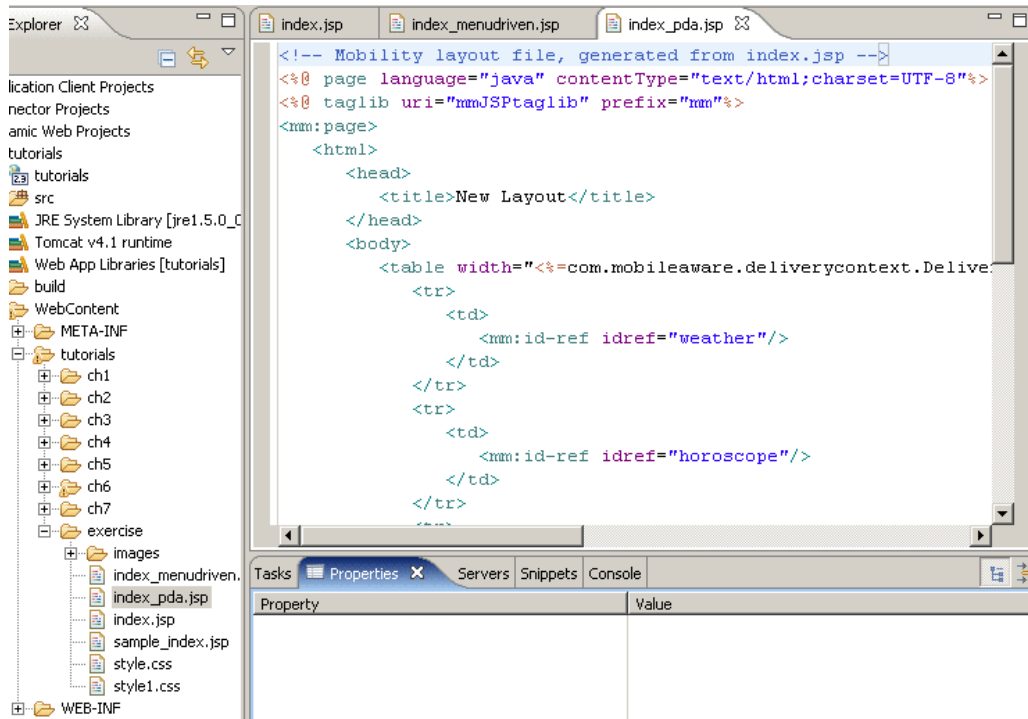 Explorer
lication Client Projects
nector Projects
amic Web Projects
tutorials
2.3 tutorials
src
JRE System Library [jre1.5.0_0
Tomcat v4.1 runtime
Web App Libraries [tutorials]
build
WebContent
META-INF
tutorials
ch1
ch2
ch3
ch4
ch5
ch6
ch7
exercise
images
index_menudriven.
index_pda.jsp
index.jsp
sample_index.jsp
style.css
style1.css
WEB-INF
index.jsp index_menudriven.jsp index_pda.jsp
<!-- Mobility layout file, generated from index.jsp -->
<%@ page language="java" contentType="text/html;charset=UTF-8"%>
<%@ taglib uri="mmJSPtaglib" prefix="mm"%>
<mm:page>
<html>
<head>
<title>New Layout</title>
</head>
<body>
<table width="<%=com.mobileaware.deliverycontext.Deliver
<tr>
<td>
<mm:id-ref idref="weather"/>
</td>
</tr>
<tr>
<td>
<mm:id-ref idref="horoscope"/>
</td>
</tr>
Tasks Properties Servers Snippets Console
Property Value